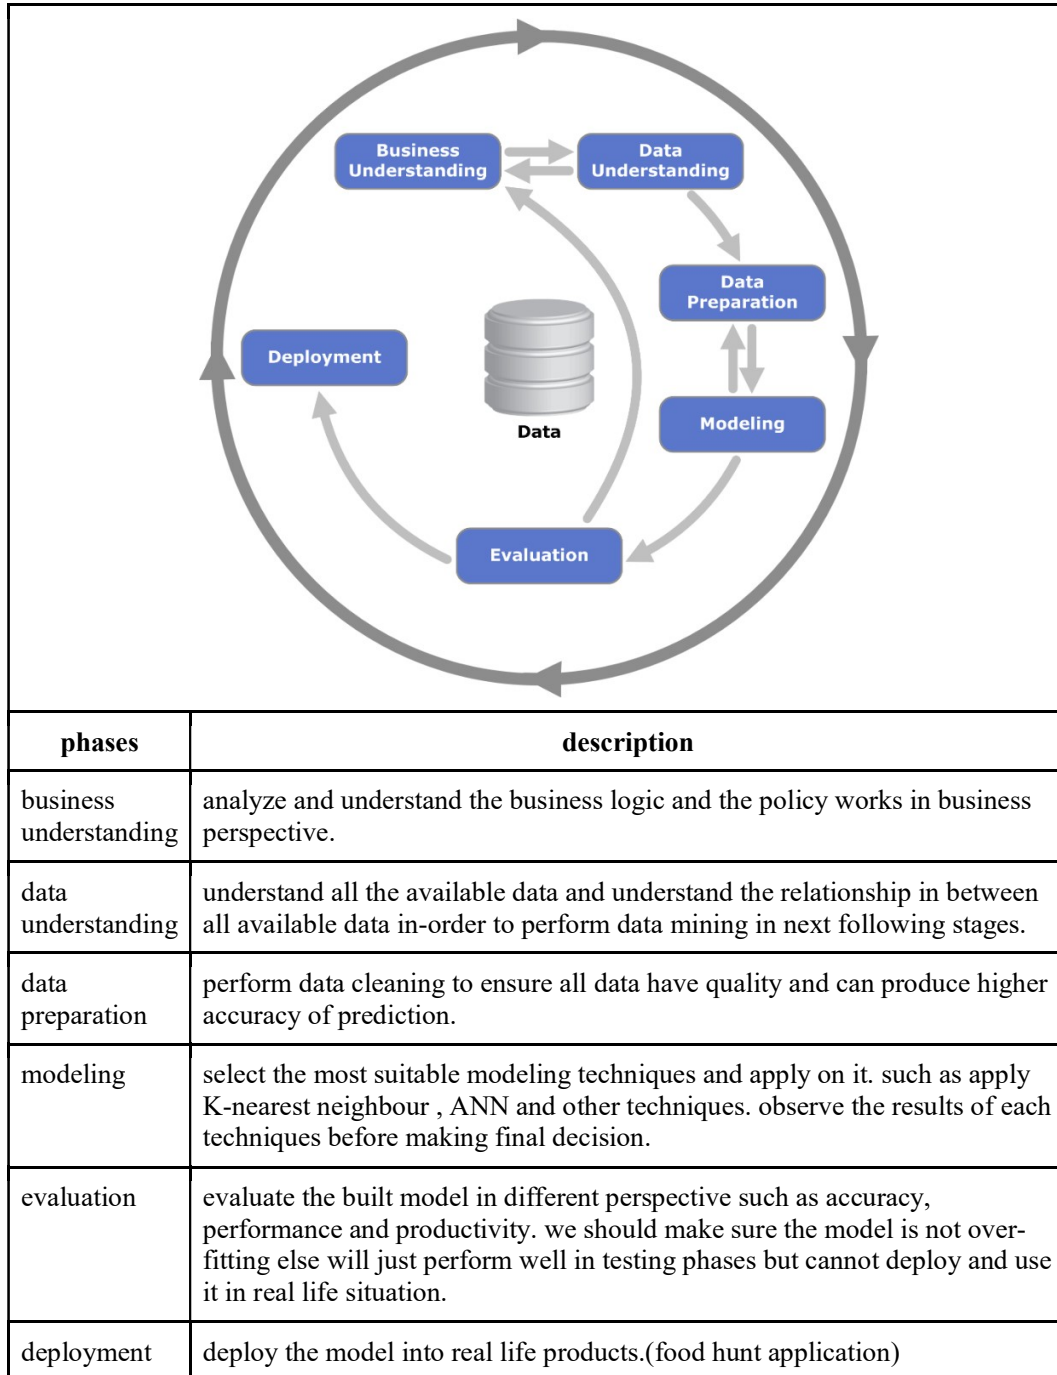 Business
Understanding
Data
Understanding
Data
Preparation
Deployment
Data
Modeling
Evaluation
phases
description
business
understanding
analyze and understand the business logic and the policy works in business
perspective.
data
understanding
understand all the available data and understand the relationship in between
all available data in-order to perform data mining in next following stages.
data
preparation
perform data cleaning to ensure all data have quality and can produce higher
accuracy of prediction.
modeling
select the most suitable modeling techniques and apply on it. such as apply
K-nearest neighbour , ANN and other techniques. observe the results of each
techniques before making final decision.
evaluation
evaluate the built model in different perspective such as accuracy,
performance and productivity. we should make sure the model is not over-
fitting else will just perform well in testing phases but cannot deploy and use
it in real life situation.
deployment
deploy the model into real life products.(food hunt application)